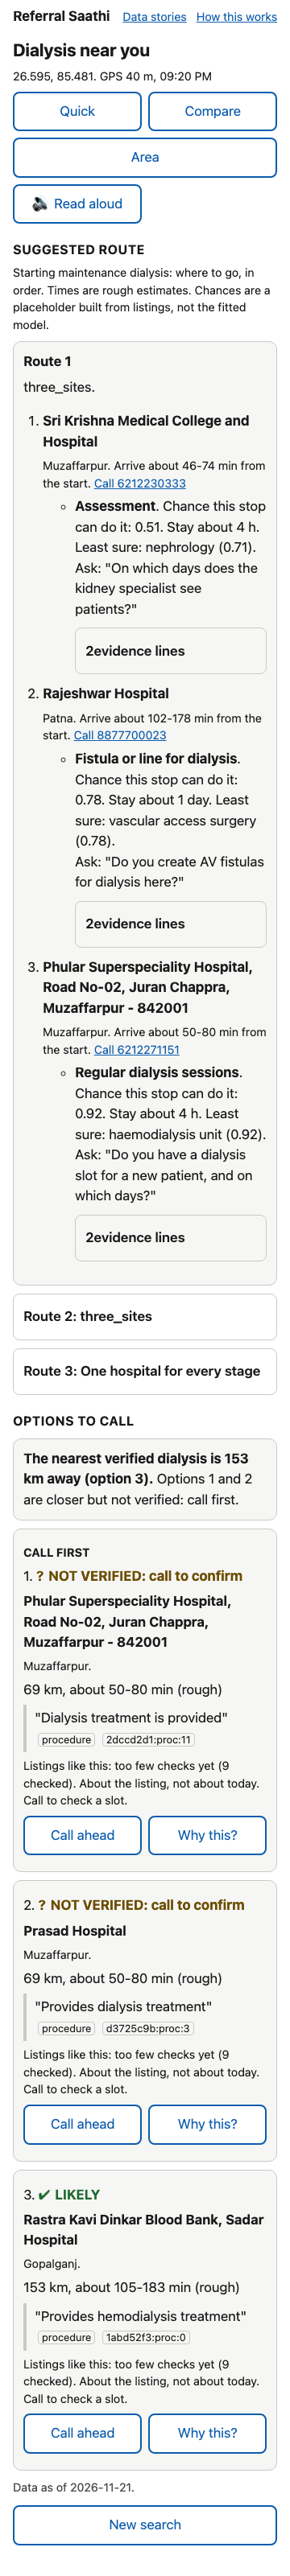 Referral Saathi Data stories How this works
Dialysis near you
26.595, 85.481. GPS 40 m, 09:20 PM
Quick Compare
Area
Read aloud
SUGGESTED ROUTE
Starting maintenance dialysis: where to go, in
order. Times are rough estimates. Chances are a
placeholder built from listings, not the fitted
model.
Route 1
three_sites.
1. Sri Krishna Medical College and
Hospital
Muzaffarpur. Arrive about 46-74 min from
the start. Call 6212230333
Assessment. Chance this stop
can do it: 0.51. Stay about 4 h.
Least sure: nephrology (0.71).
Ask: "On which days does the
kidney specialist see
patients?"
2evidence lines
2. Rajeshwar Hospital
Patna. Arrive about 102-178 min from the
start. Call 8877700023
Fistula or line for dialysis.
Chance this stop can do it:
0.78. Stay about 1 day. Least
sure: vascular access surgery
(0.78).
Ask: "Do you create AV fistulas
for dialysis here?"
2evidence lines
3. Phular Superspeciality Hospital,
Road No-02, Juran Chappra,
Muzaffarpur - 842001
Muzaffarpur. Arrive about 50-80 min from
the start. Call 6212271151
Regular dialysis sessions.
Chance this stop can do it:
0.92. Stay about 4 h. Least
sure: haemodialysis unit (0.92).
Ask: "Do you have a dialysis
slot for a new patient, and on
which days?"
2evidence lines
Route 2: three_sites
Route 3: One hospital for every stage
OPTIONS TO CALL
The nearest verified dialysis is 153
km away (option 3). Options 1 and 2
are closer but not verified: call first.
CALL FIRST
1. ? NOT VERIFIED: call to confirm
Phular Superspeciality Hospital,
Road No-02, Juran Chappra,
Muzaffarpur - 842001
Muzaffarpur.
69 km, about 50-80 min (rough)
"Dialysis treatment is provided"
procedure 2dccd2d1:proc:11
Listings like this: too few checks yet (9
checked). About the listing, not about today.
Call to check a slot.
Call ahead Why this?
2. ? NOT VERIFIED: call to confirm
Prasad Hospital
Muzaffarpur.
69 km, about 50-80 min (rough)
"Provides dialysis treatment"
procedure d3725c9b:proc:3
Listings like this: too few checks yet (9
checked). About the listing, not about today.
Call to check a slot.
Call ahead Why this?
3. ✔ LIKELY
Rastra Kavi Dinkar Blood Bank, Sadar
Hospital
Gopalganj.
153 km, about 105-183 min (rough)
"Provides hemodialysis treatment"
procedure 1abd52f3:proc:0
Listings like this: too few checks yet (9
checked). About the listing, not about today.
Call to check a slot.
Call ahead Why this?
Data as of 2026-11-21.
New search